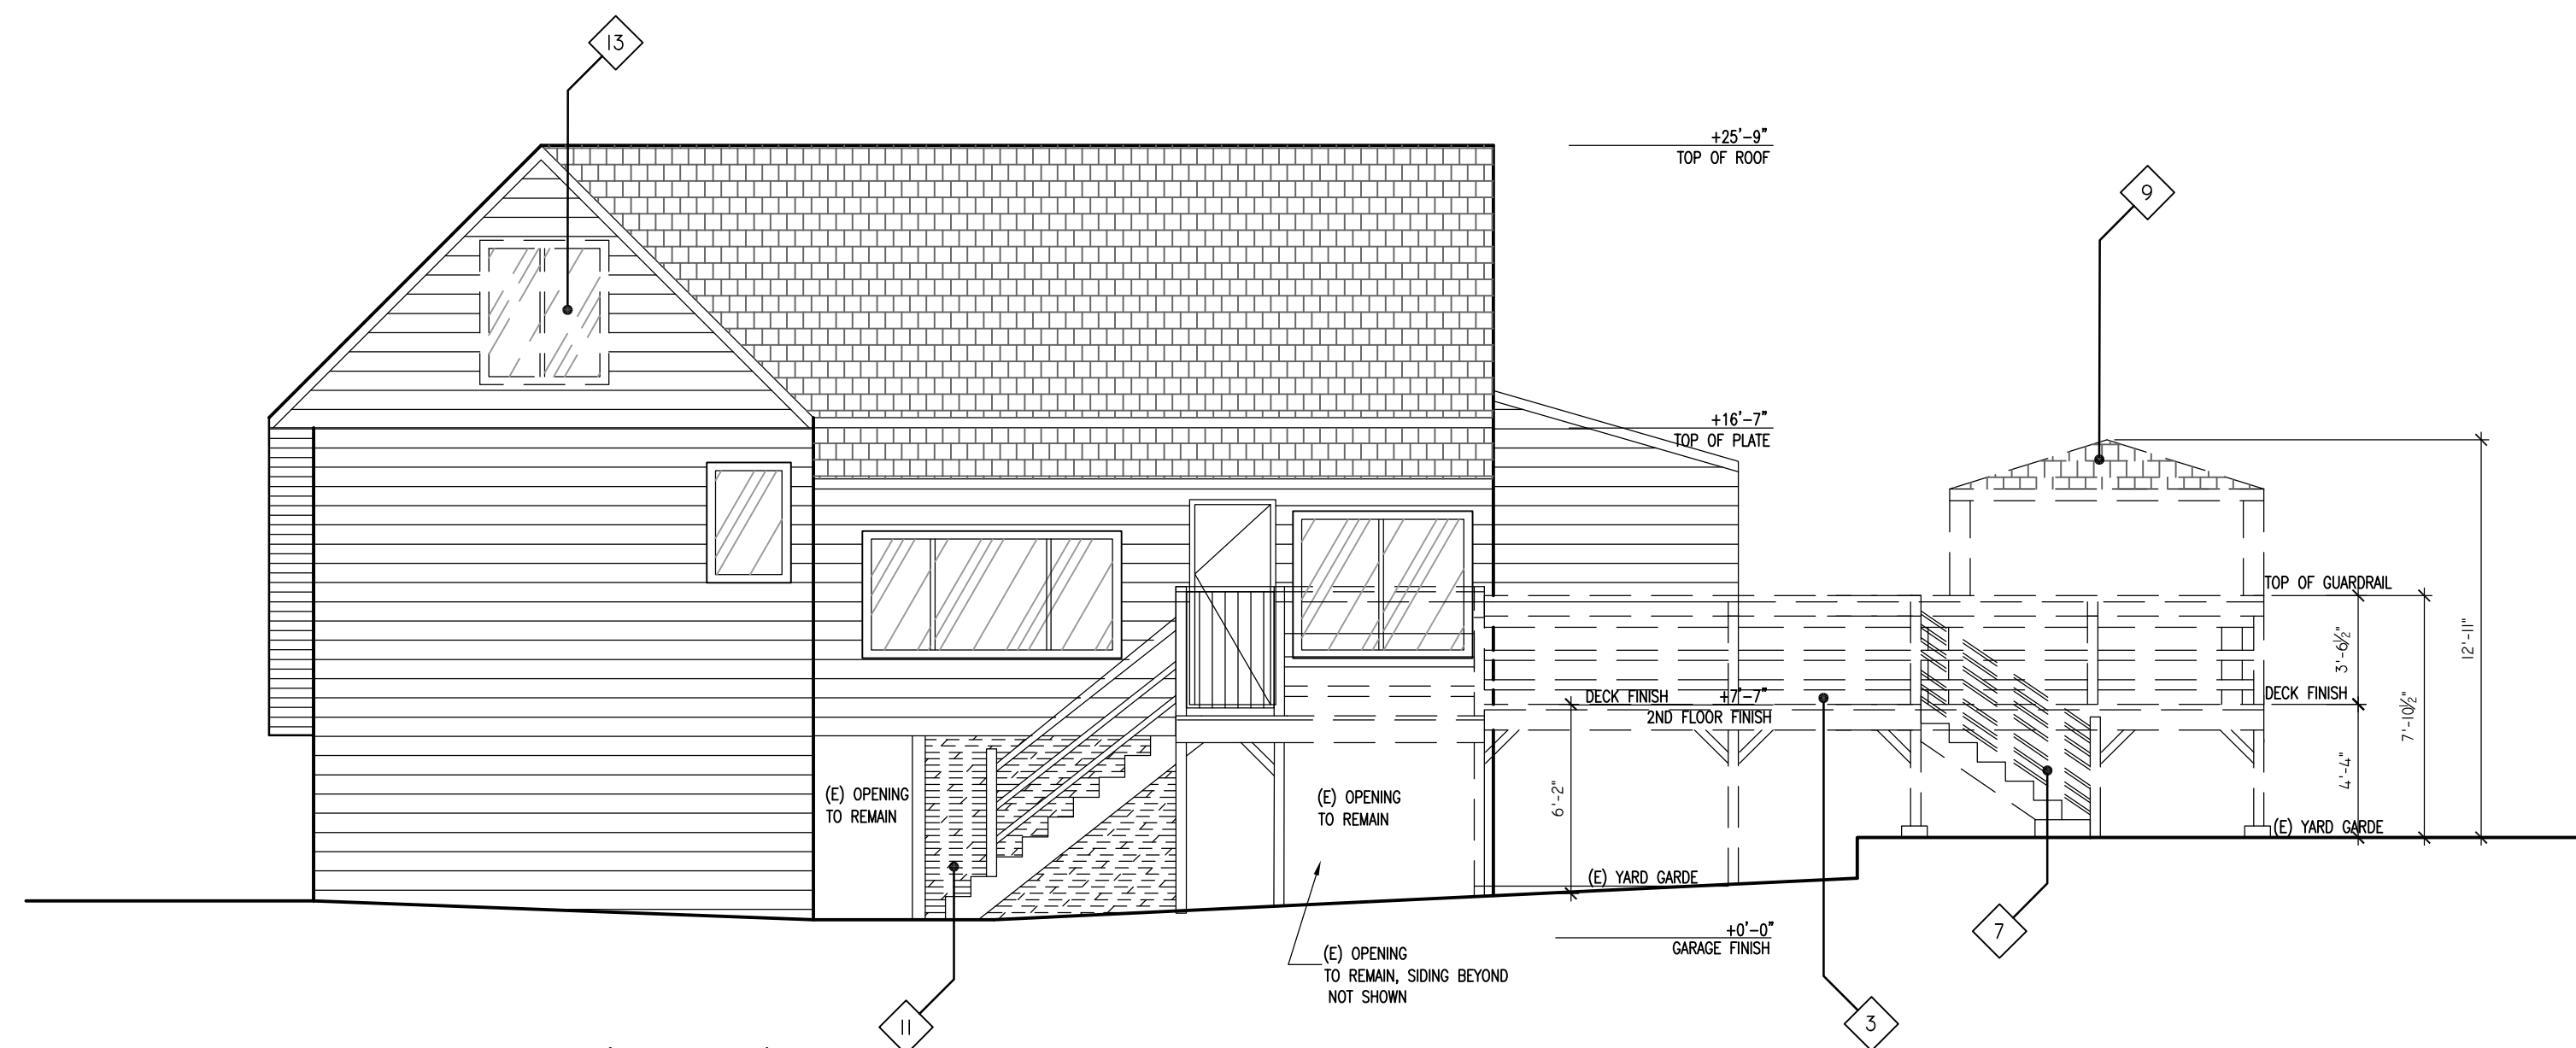 13
+25'-9"
TOP OF ROOF
9
+16'-7"
TOP OF PLATE
TOP OF GUARDRAIL
12'-11"
3'-6½"
7'-10½"
DECK FINISH
+7'-7"
2ND FLOOR FINISH
DECK FINISH
4'-4"
6'-2"
(E) OPENING
TO REMAIN
(E) OPENING
TO REMAIN
(E) YARD GARDE
(E) YARD GARDE
+0'-0"
GARAGE FINISH
7
(E) OPENING
TO REMAIN, SIDING BEYOND
NOT SHOWN
11
3